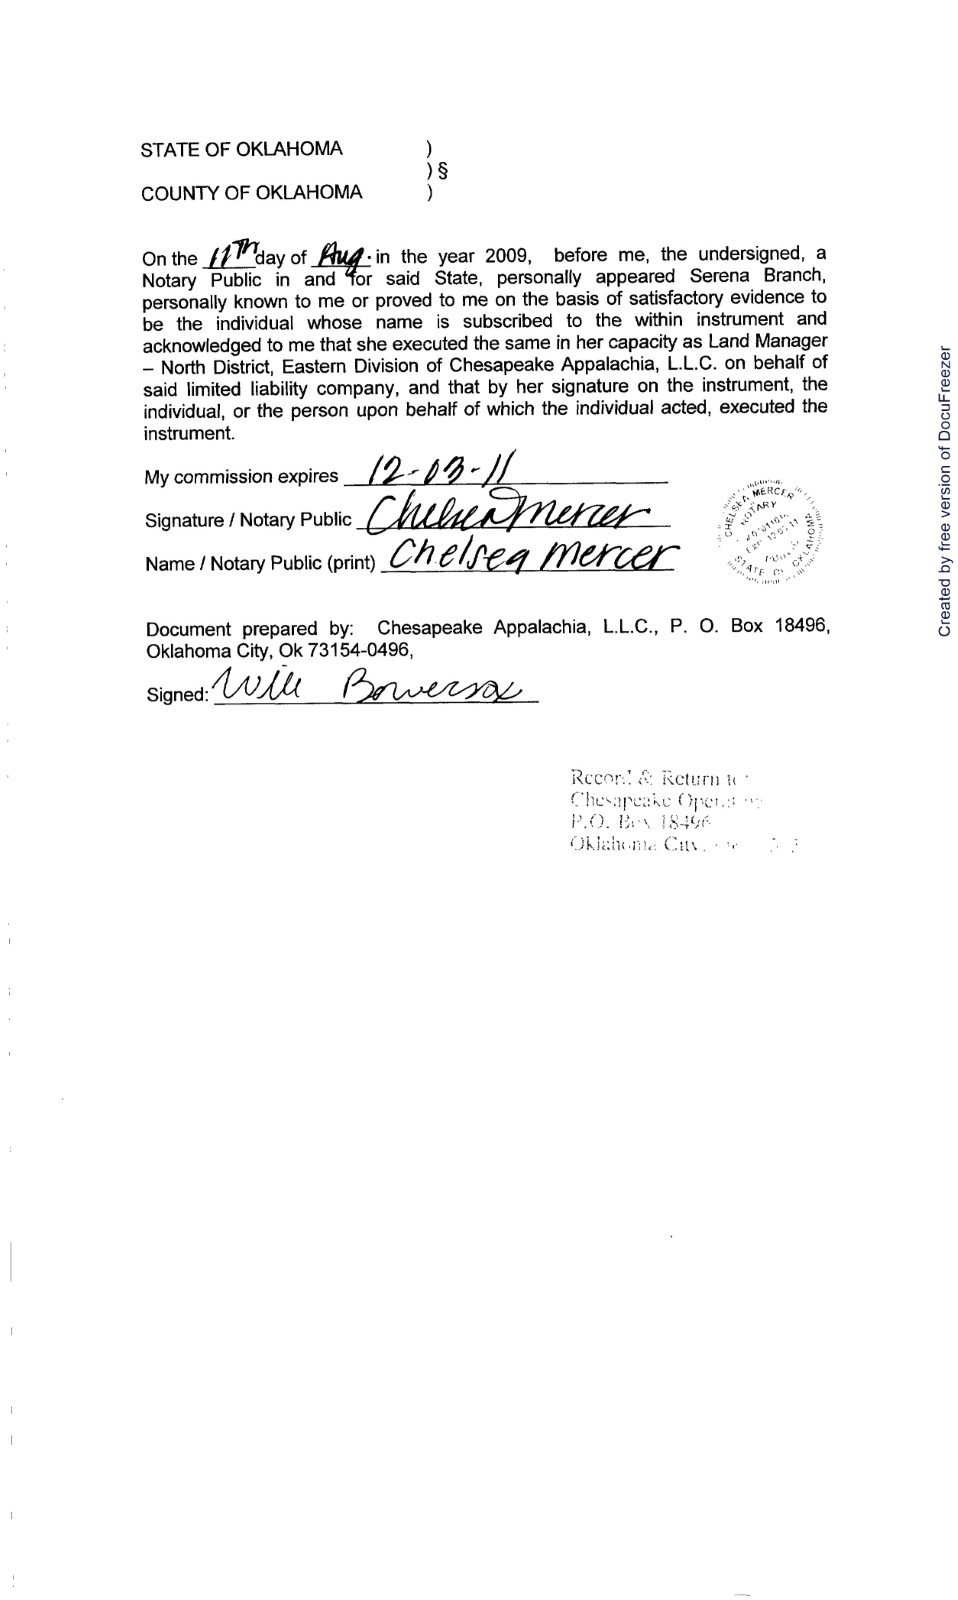 STATE OF OKLAHOMA )
) §
COUNTY OF OKLAHOMA )
On the 11Th day of Aug. in the year 2009, before me, the undersigned, a
Notary Public in and for said State, personally appeared Serena Branch,
personally known to me or proved to me on the basis of satisfactory evidence to
be the individual whose name is subscribed to the within instrument and
acknowledged to me that she executed the same in her capacity as Land Manager
– North District, Eastern Division of Chesapeake Appalachia, L.L.C. on behalf of
said limited liability company, and that by her signature on the instrument, the
individual, or the person upon behalf of which the individual acted, executed the
instrument.
My commission expires 12-03-11
Signature / Notary Public Chelsea Mercer
Name / Notary Public (print) Chelsea Mercer
CHELSEA MERCER
NOTARY
STATE OF OKLAHOMA
Document prepared by: Chesapeake Appalachia, L.L.C., P. O. Box 18496,
Oklahoma City, Ok 73154-0496,
Signed: Will Bowersox
Record & Return to
Chesapeake
P.O. Box 18496
Oklahoma City,
Created by free version of DocuFreezer